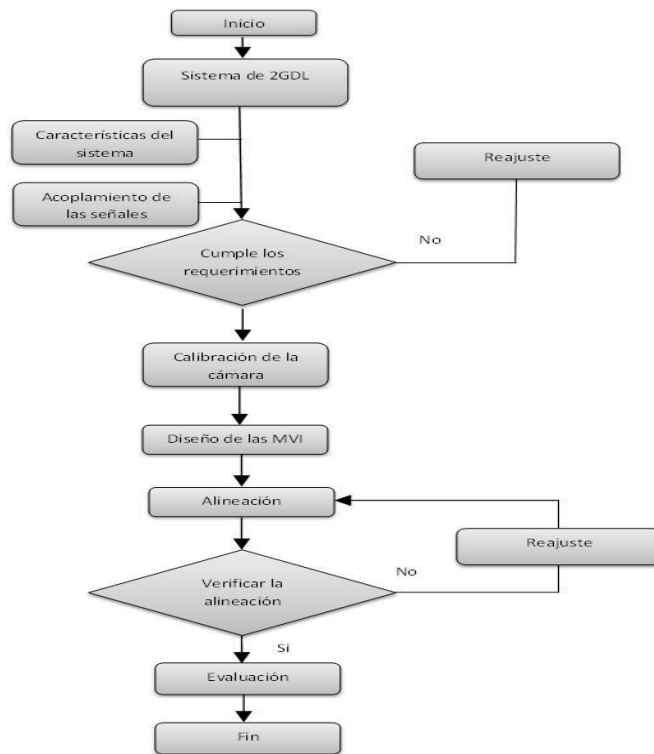 Inicio
Sistema de 2GDL
Características del
sistema
Reajuste
Acoplamiento de
las señales
No
Cumple los
requerimientos
Calibración de la
cámara
Diseño de las MVI
Alineación
Reajuste
No
Verificar la
alineación
Si
Evaluación
Fin